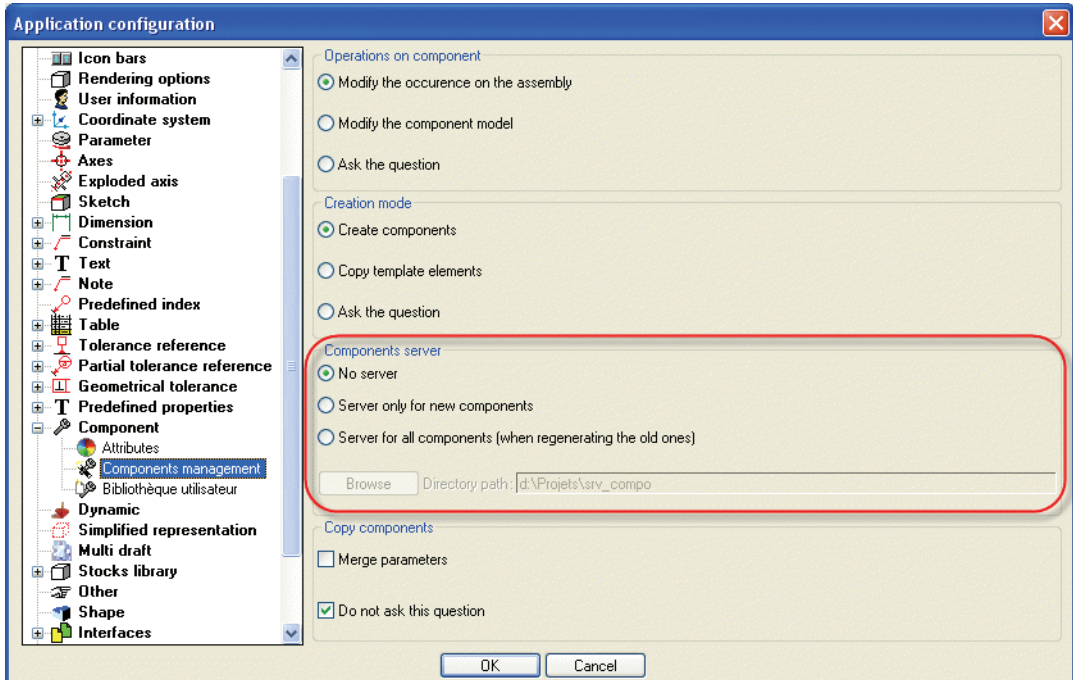 Application configuration
Icon bars
Rendering options
User information
Coordinate system
Parameter
Axes
Exploded axis
Sketch
Dimension
Constraint
T Text
Note
Predefined index
Table
Tolerance reference
Partial tolerance reference
Geometrical tolerance
T Predefined properties
Component
Attributes
Components management
Bibliothèque utilisateur
Dynamic
Simplified representation
Multi draft
Stocks library
Other
Shape
Interfaces
Operations on component
Modify the occurence on the assembly
Modify the component model
Ask the question
Creation mode
Create components
Copy template elements
Ask the question
Components server
No server
Server only for new components
Server for all components (when regenerating the old ones)
Browse Directory path : d:\Projets\srv_compo
Copy components
Merge parameters
Do not ask this question
OK Cancel